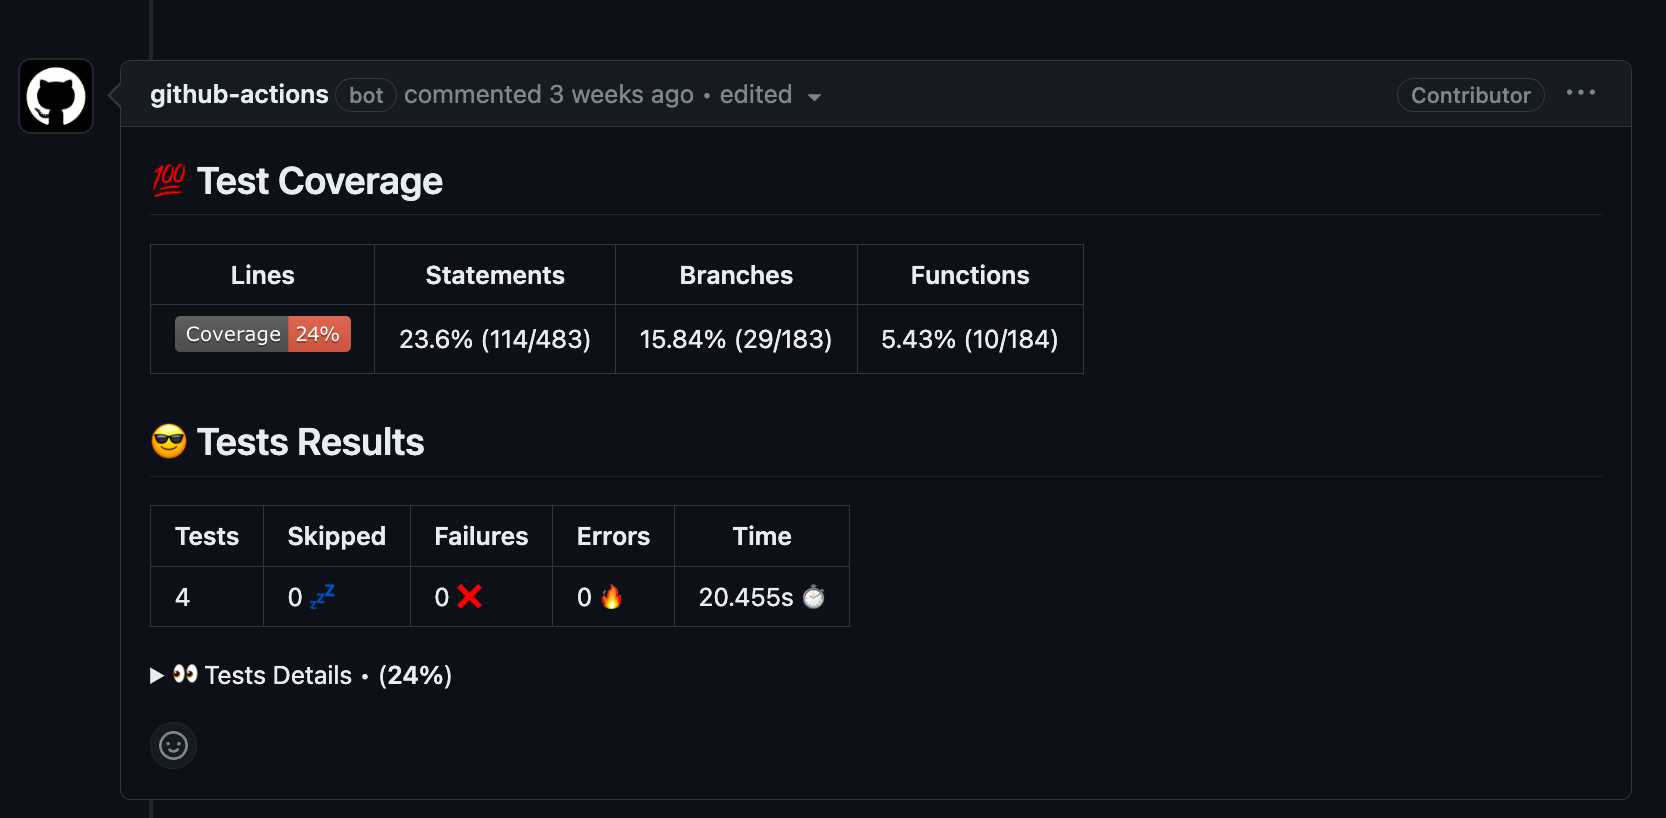 github-actions bot commented 3 weeks ago • edited Contributor
💯 Test Coverage
Lines Statements Branches Functions
Coverage 24% 23.6% (114/483) 15.84% (29/183) 5.43% (10/184)
😎 Tests Results
Tests Skipped Failures Errors Time
4 0 💤 0 ❌ 0 🔥 20.455s ⏱
▶ 👀 Tests Details • (24%)